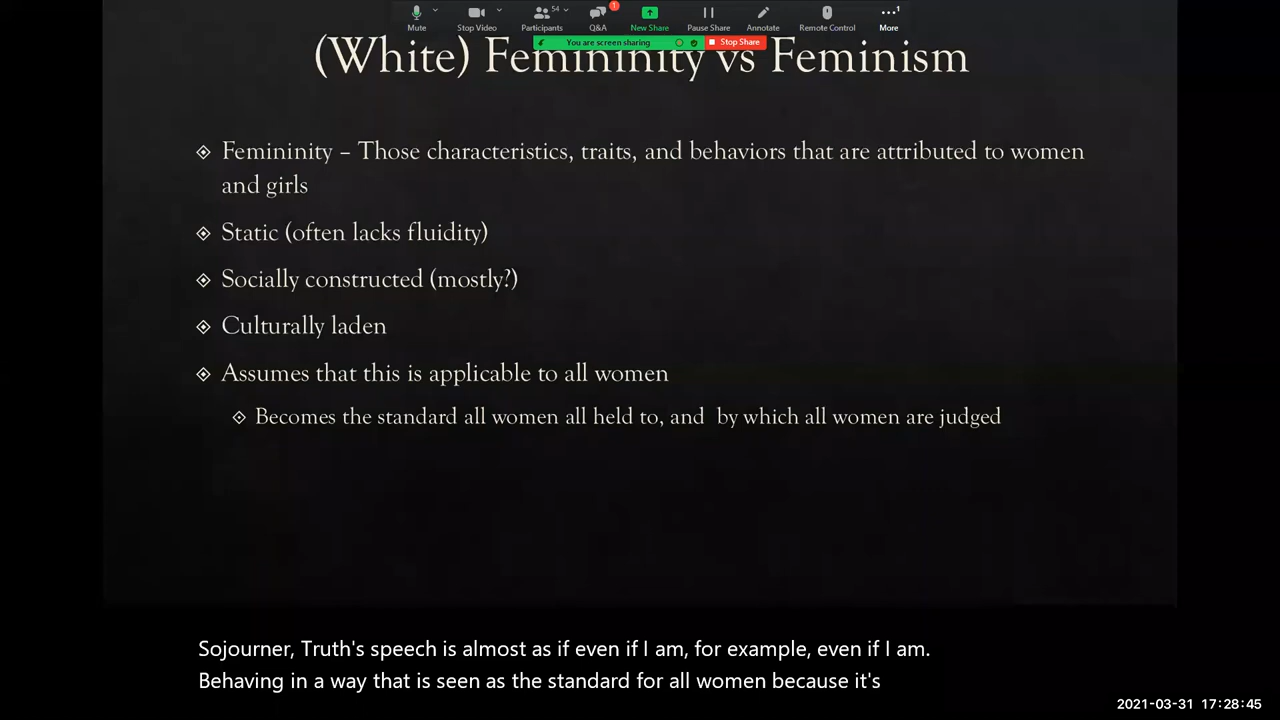 54
1
1
Mute
Stop Video
Participants
Q&A
New Share
Pause Share
Annotate
Remote Control
More
You are screen sharing
Stop Share
(White) Femininity vs Feminism
Femininity – Those characteristics, traits, and behaviors that are attributed to women
and girls
Static (often lacks fluidity)
Socially constructed (mostly?)
Culturally laden
Assumes that this is applicable to all women
Becomes the standard all women all held to, and by which all women are judged
Sojourner, Truth's speech is almost as if even if I am, for example, even if I am.
Behaving in a way that is seen as the standard for all women because it's
2021-03-31 17:28:45